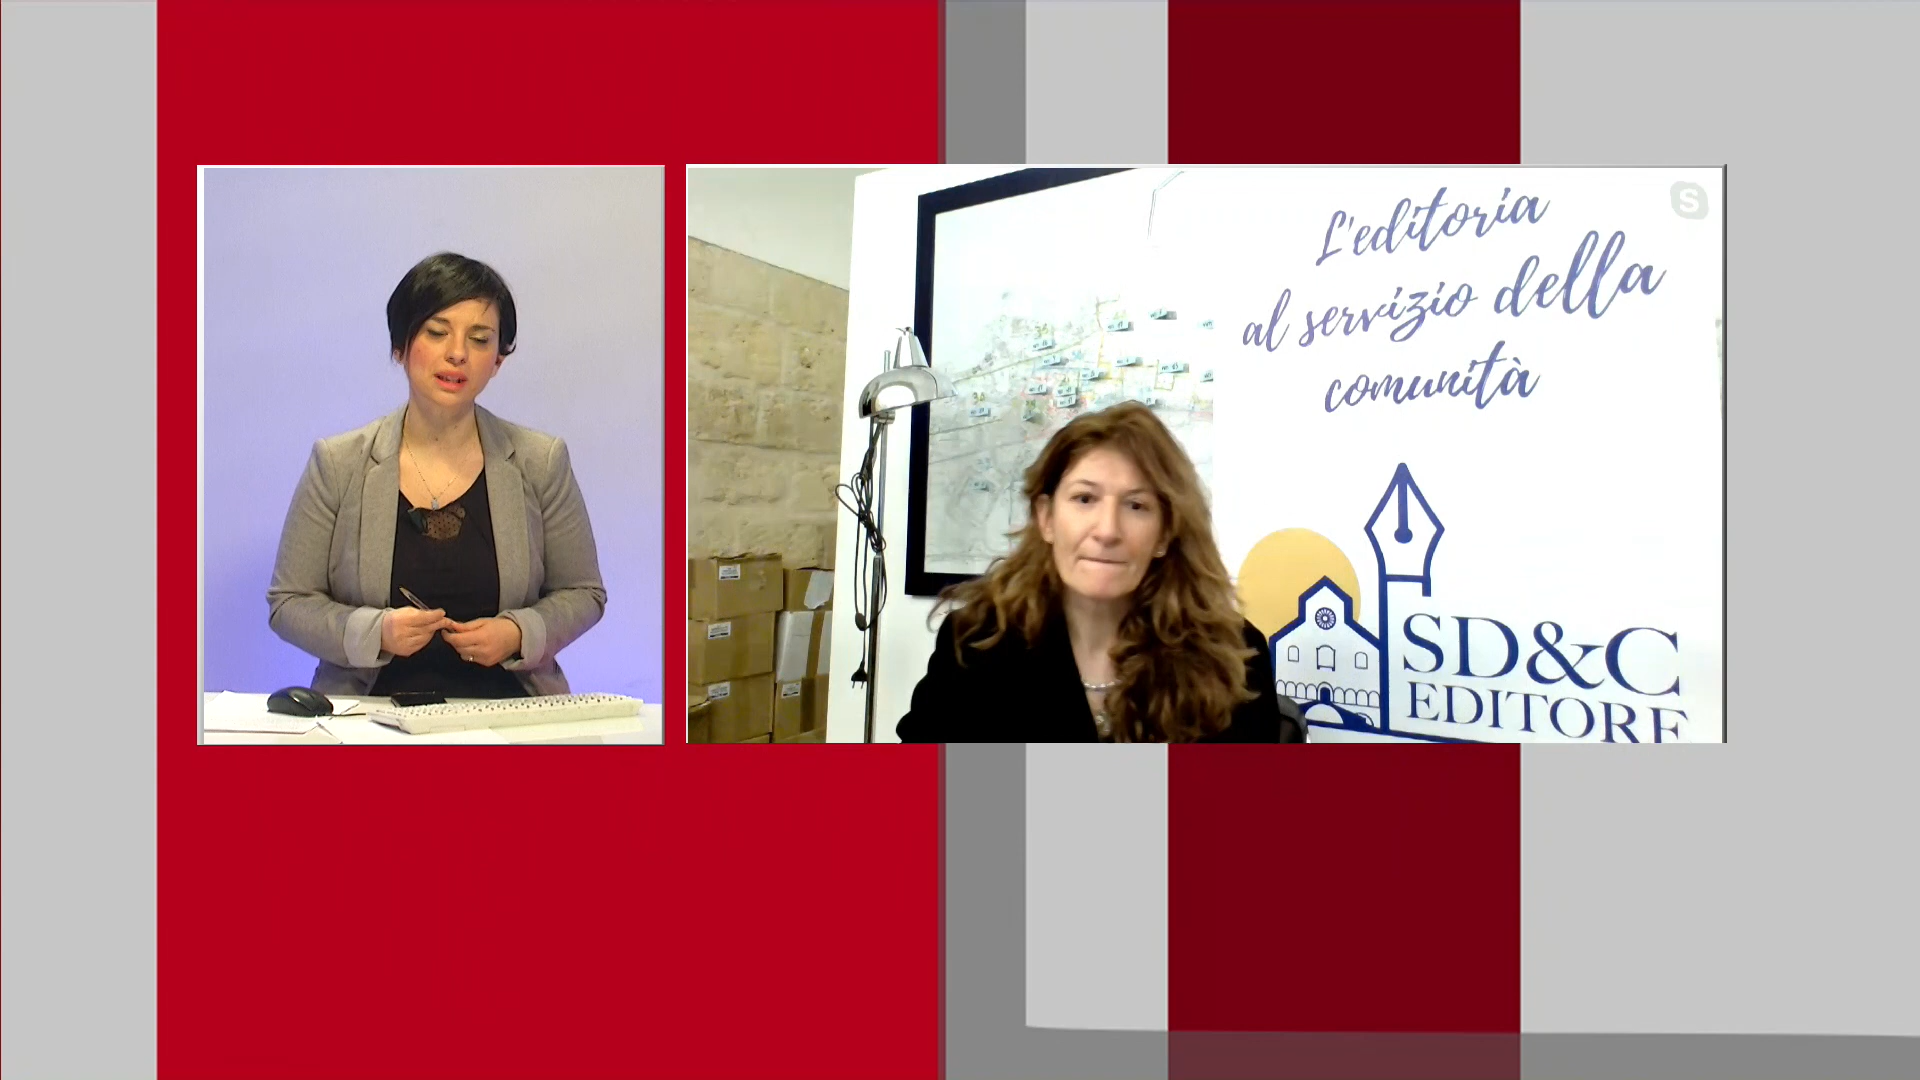 L'editoria
al servizio della
comunità
S
SD&C
EDITORE